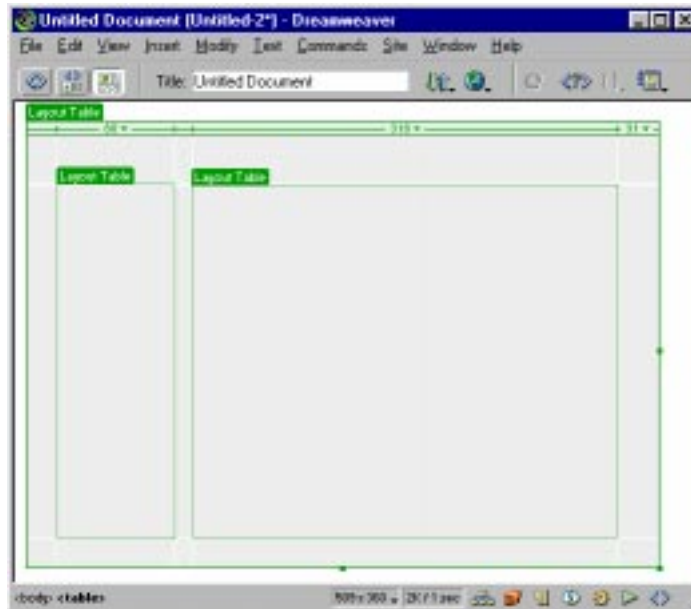 Untitled Document (Untitled-2*) - Dreamweaver
File Edit View Insert Modify Text Commands Site Window Help
Title: Untitled Document
Layout Table
Layout Table Layout Table
<body> <table>